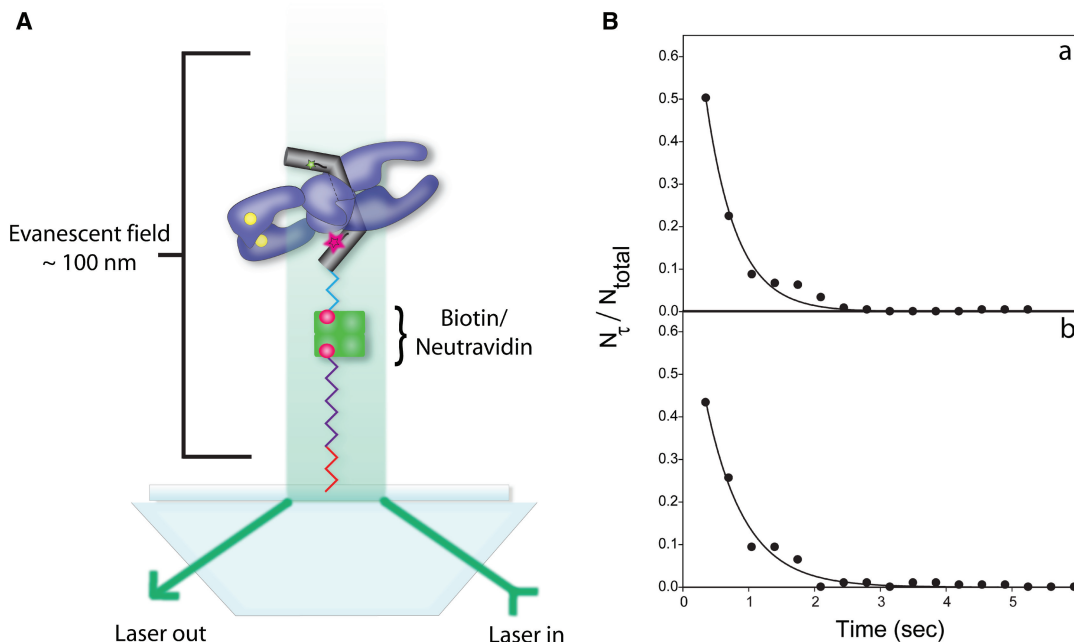 A
Evanescent field
~ 100 nm
Biotin/
Neutravidin
Laser out
Laser in
B
a
0.6
0.5
0.4
0.3
0.2
0.1
0.0
b
0.6
0.5
0.4
0.3
0.2
0.1
0.0
N_τ / N_total
0 1 2 3 4 5
Time (sec)